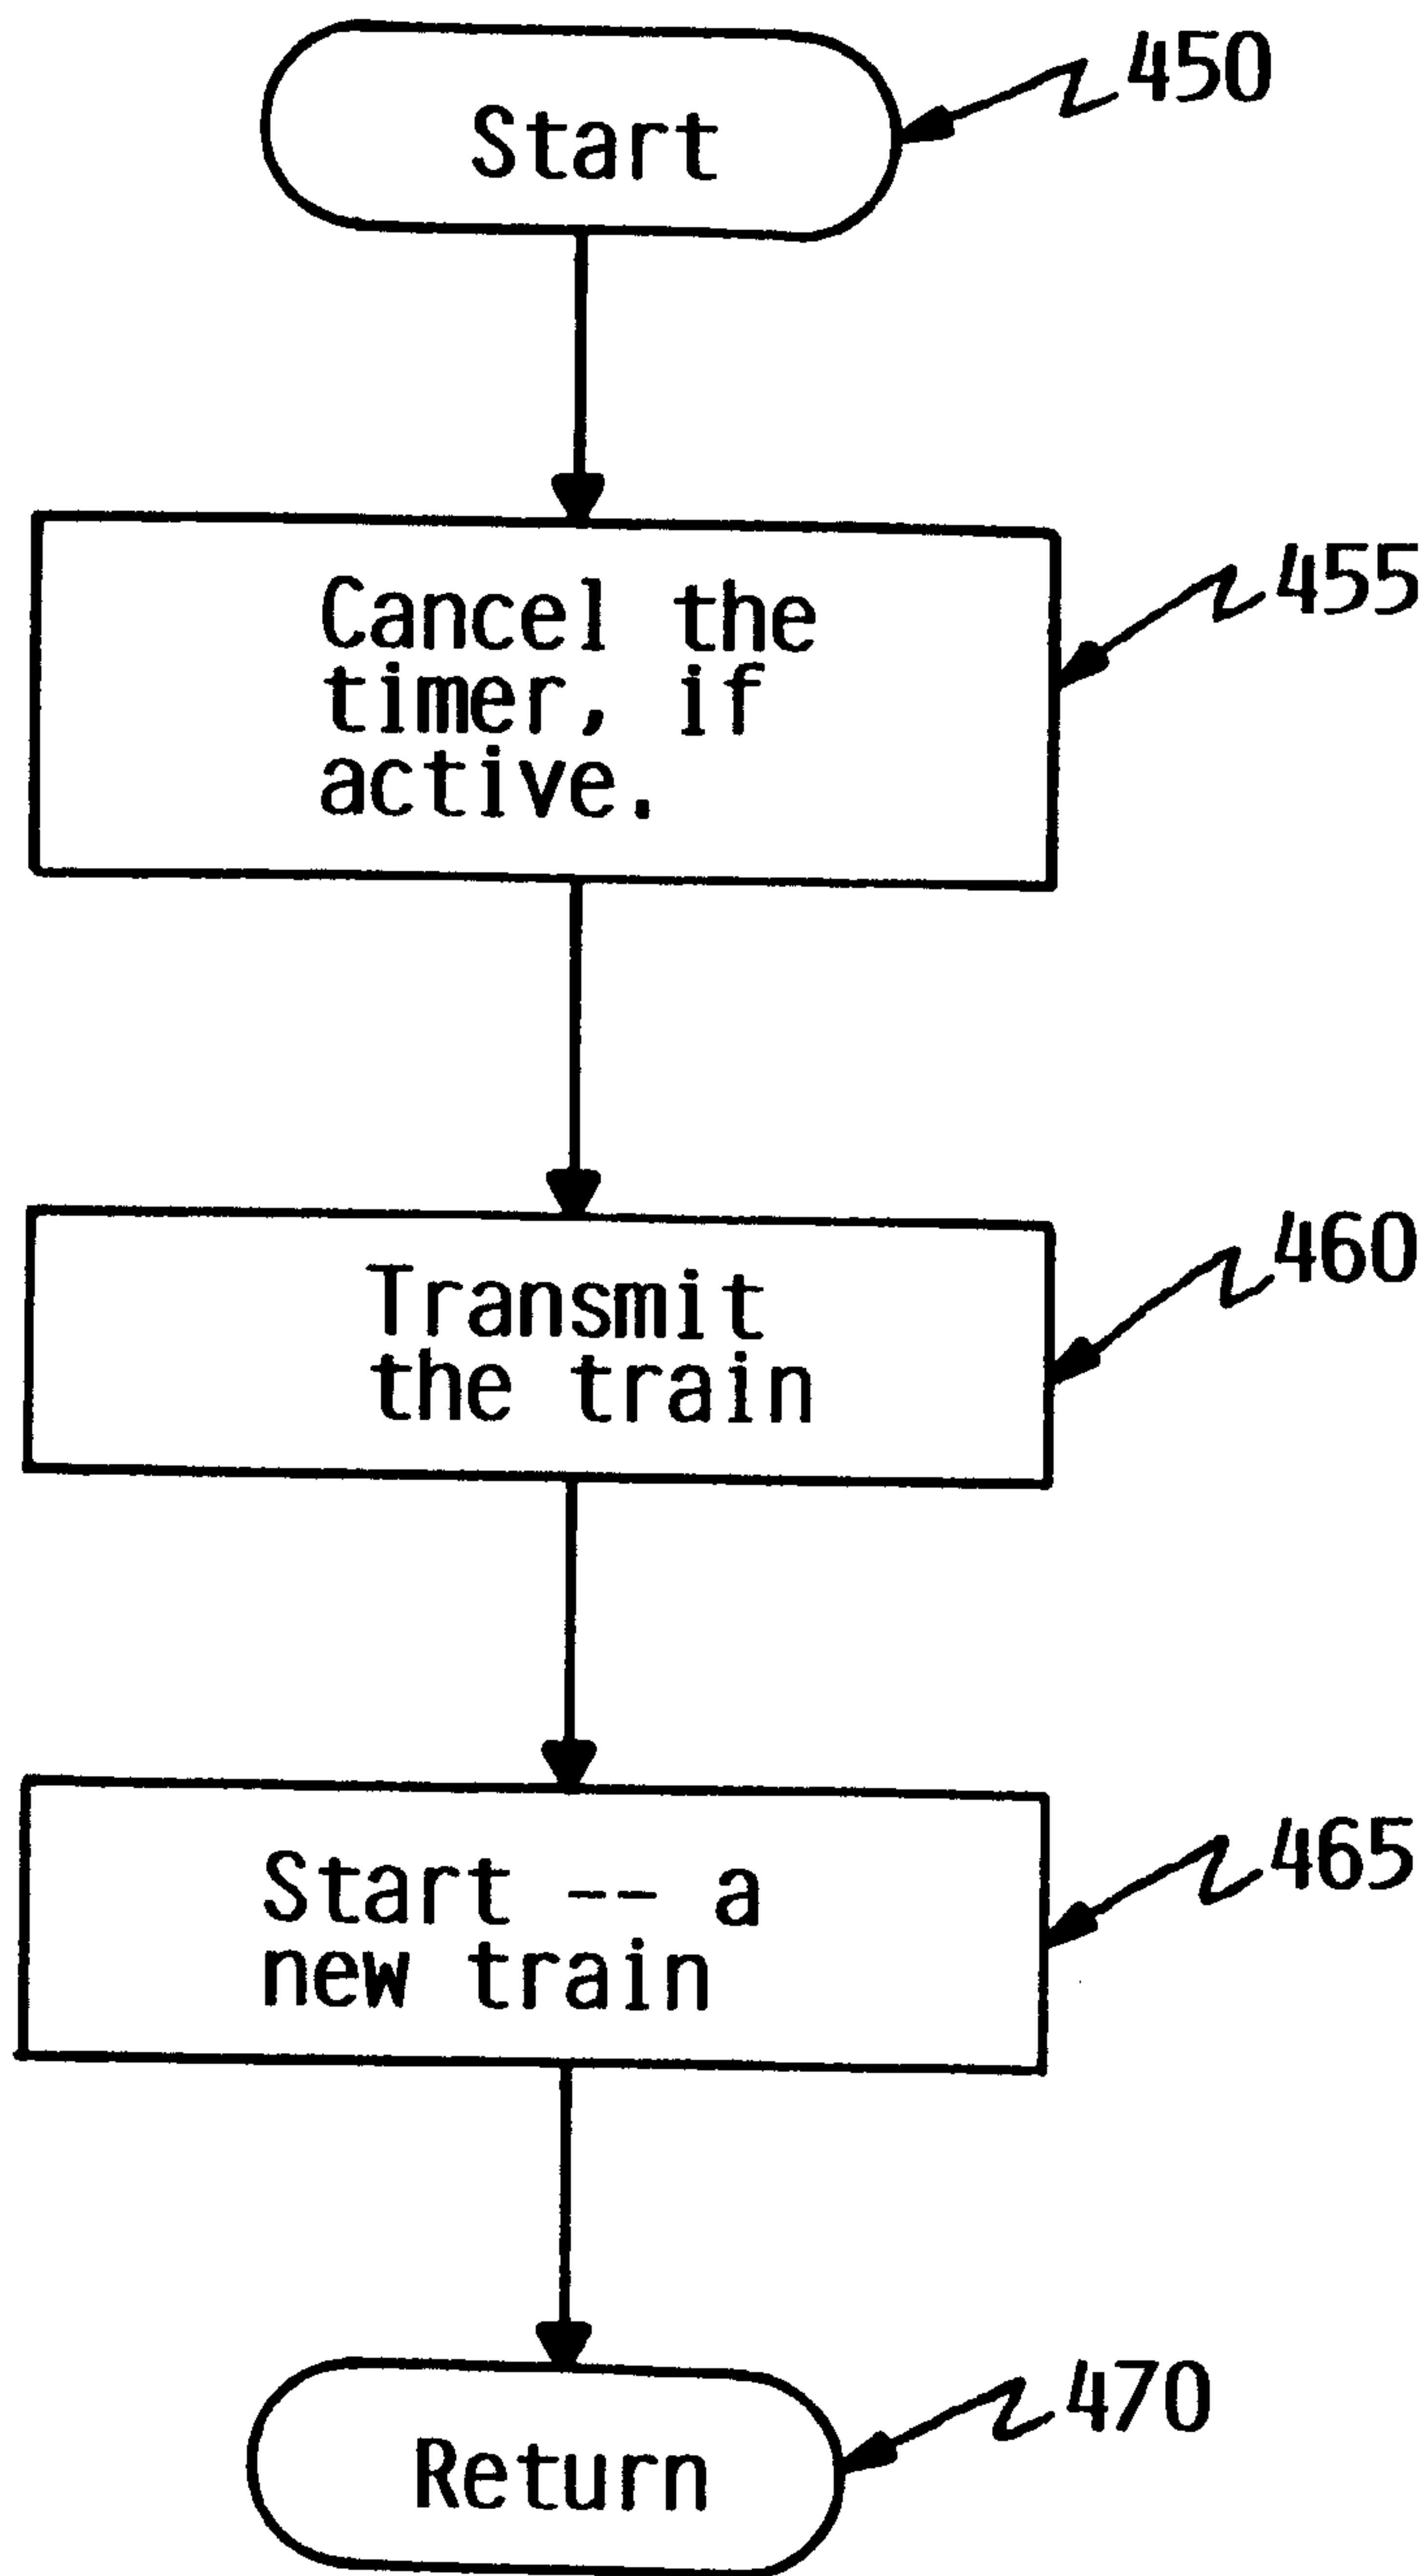 Start
450
Cancel the
timer, if
active.
455
Transmit
the train
460
Start -- a
new train
465
Return
470